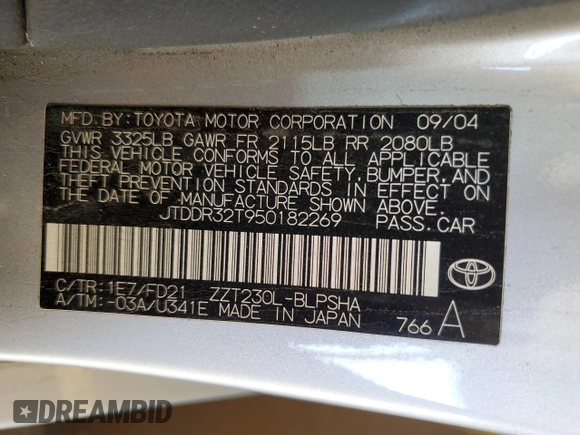 MFD. BY: TOYOTA MOTOR CORPORATION 09/04
GVWR 3325LB GAWR FR 2115LB RR 2080LB
THIS VEHICLE CONFORMS TO ALL APPLICABLE
FEDERAL MOTOR VEHICLE SAFETY, BUMPER, AND
THEFT PREVENTION STANDARDS IN EFFECT ON
THE DATE OF MANUFACTURE SHOWN ABOVE.
JTDDR32T950182269 PASS. CAR
C/TR: 1E7/FD21 ZZT230L-BLPSHA
A/TM: -03A/U341E MADE IN JAPAN
TOYOTA
766 A
DREAMBID